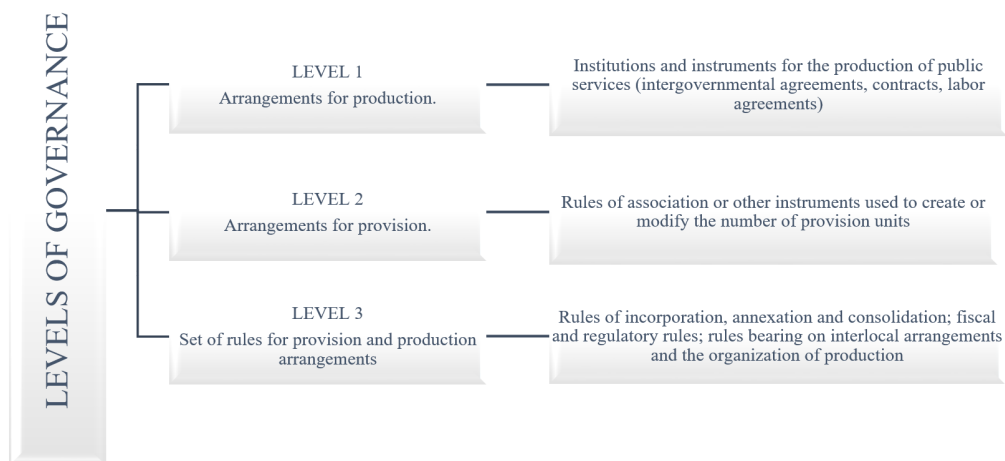 LEVELS OF GOVERNANCE
LEVEL 1
Arrangements for production.
Institutions and instruments for the production of public
services (intergovernmental agreements, contracts, labor
agreements)
LEVEL 2
Arrangements for provision.
Rules of association or other instruments used to create or
modify the number of provision units
LEVEL 3
Set of rules for provision and production
arrangements
Rules of incorporation, annexation and consolidation; fiscal
and regulatory rules; rules bearing on interlocal arrangements
and the organization of production